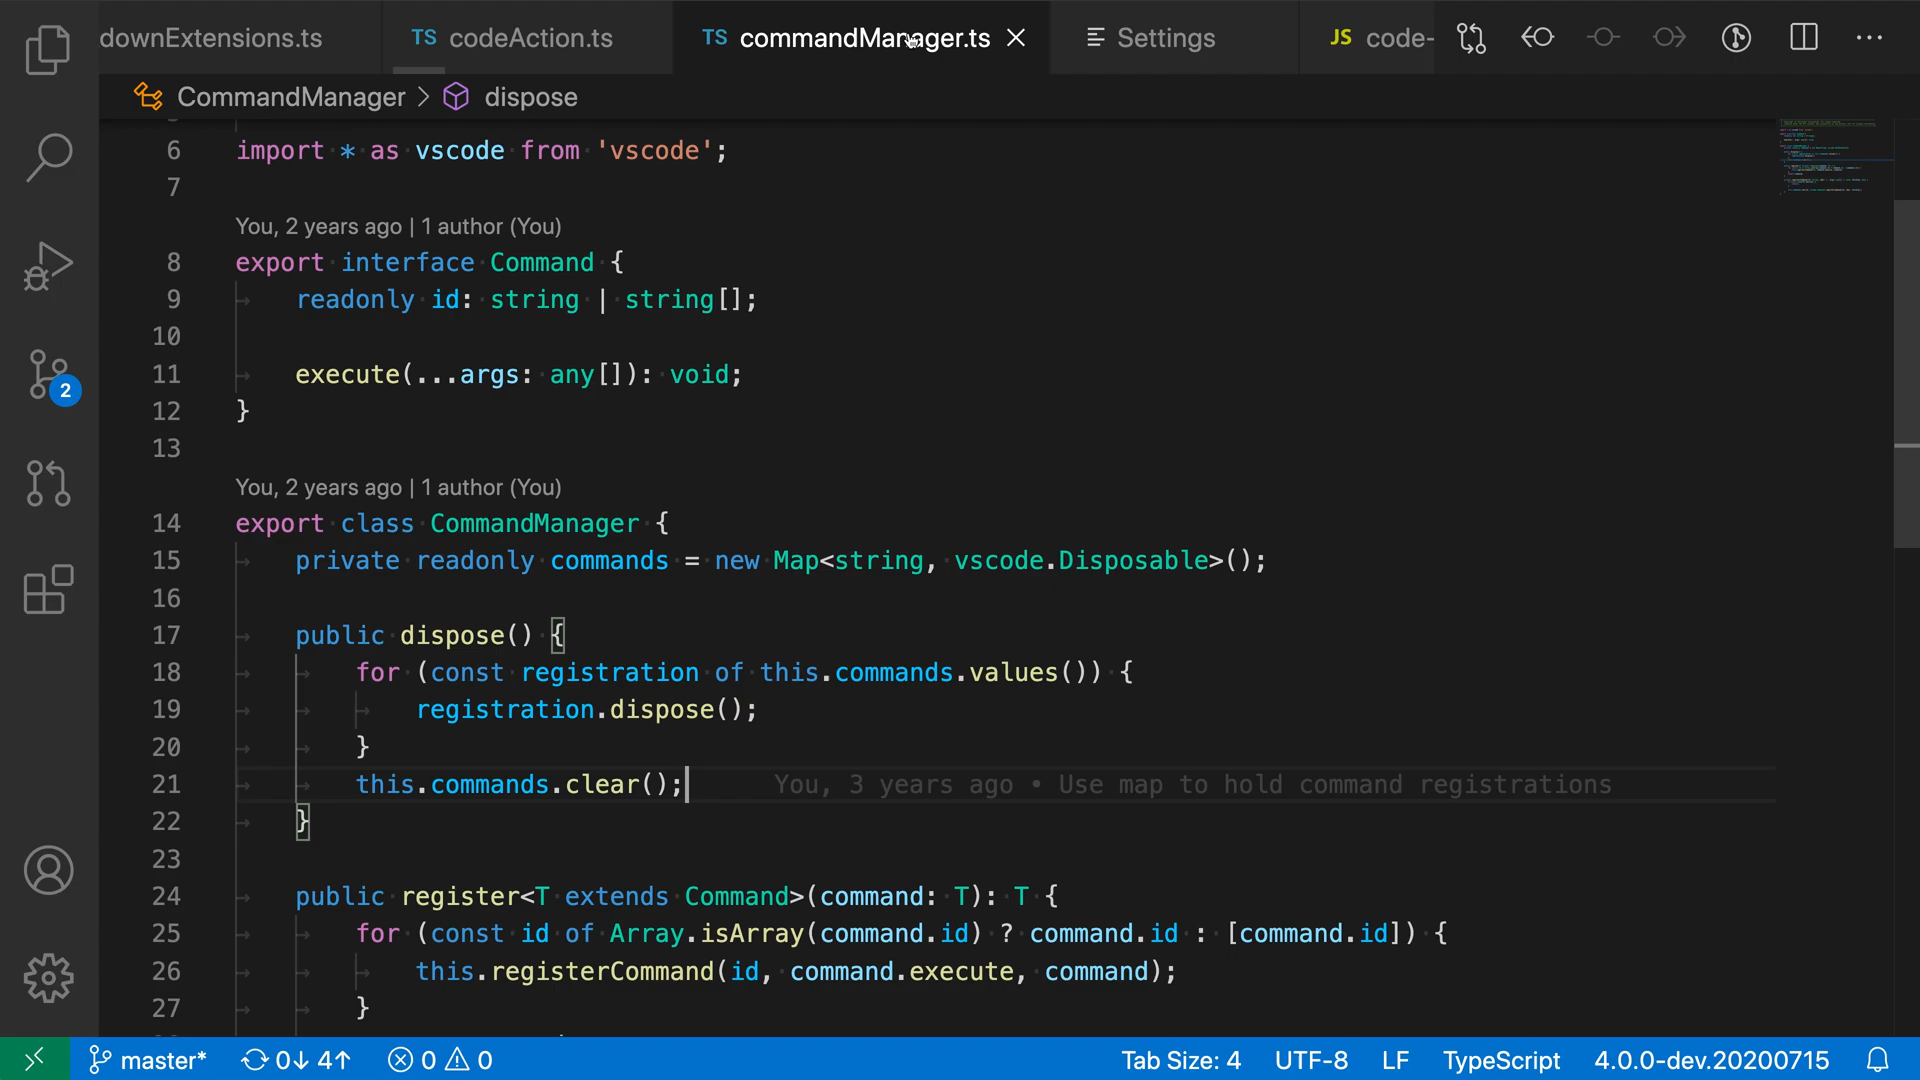 downExtensions.ts
TS codeAction.ts
TS commandManager.ts
Settings
JS code-
CommandManager > dispose
6 import * as vscode from 'vscode';
7
You, 2 years ago | 1 author (You)
8 export interface Command {
9 readonly id: string | string[];
10
11 execute(...args: any[]): void;
12 }
13
You, 2 years ago | 1 author (You)
14 export class CommandManager {
15 private readonly commands = new Map<string, vscode.Disposable>();
16
17 public dispose() {
18 for (const registration of this.commands.values()) {
19 registration.dispose();
20 }
21 this.commands.clear(); You, 3 years ago • Use map to hold command registrations
22 }
23
24 public register<T extends Command>(command: T): T {
25 for (const id of Array.isArray(command.id) ? command.id : [command.id]) {
26 this.registerCommand(id, command.execute, command);
27 }
2
master* 0↓ 4↑ 0 0 Tab Size: 4 UTF-8 LF TypeScript 4.0.0-dev.20200715